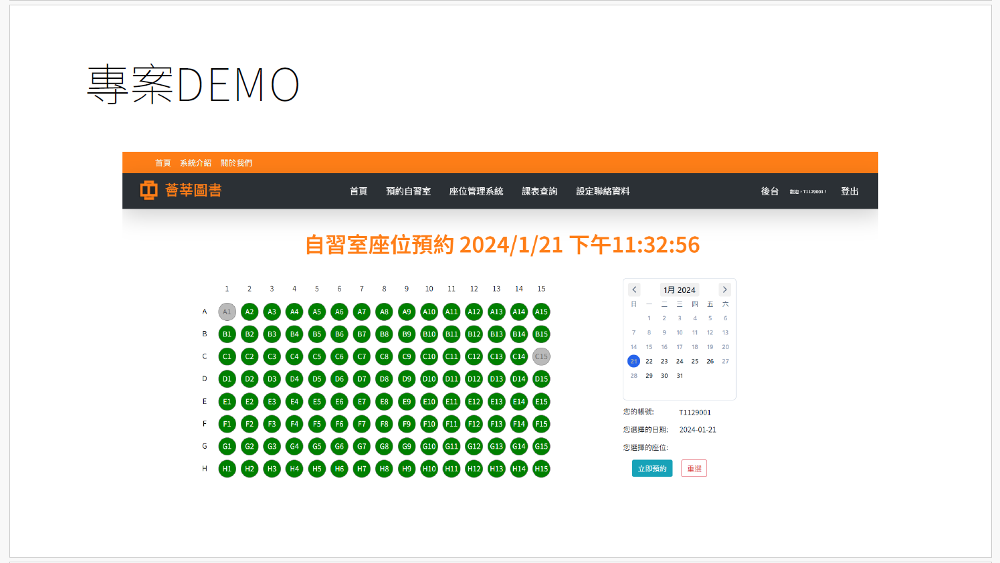 專案DEMO
首頁 系統介紹 關於我們
薈莘圖書 首頁 預約自習室 座位管理系統 課表查詢 設定聯絡資料 後台 歡迎，T1129001！ 登出
自習室座位預約 2024/1/21 下午11:32:56
1 2 3 4 5 6 7 8 9 10 11 12 13 14 15
A A1 A2 A3 A4 A5 A6 A7 A8 A9 A10 A11 A12 A13 A14 A15
B B1 B2 B3 B4 B5 B6 B7 B8 B9 B10 B11 B12 B13 B14 B15
C C1 C2 C3 C4 C5 C6 C7 C8 C9 C10 C11 C12 C13 C14 C15
D D1 D2 D3 D4 D5 D6 D7 D8 D9 D10 D11 D12 D13 D14 D15
E E1 E2 E3 E4 E5 E6 E7 E8 E9 E10 E11 E12 E13 E14 E15
F F1 F2 F3 F4 F5 F6 F7 F8 F9 F10 F11 F12 F13 F14 F15
G G1 G2 G3 G4 G5 G6 G7 G8 G9 G10 G11 G12 G13 G14 G15
H H1 H2 H3 H4 H5 H6 H7 H8 H9 H10 H11 H12 H13 H14 H15
1月 2024
日 一 二 三 四 五 六
1 2 3 4 5 6
7 8 9 10 11 12 13
14 15 16 17 18 19 20
21 22 23 24 25 26 27
28 29 30 31
您的帳號: T1129001
您選擇的日期: 2024-01-21
您選擇的座位:
立即預約 重選